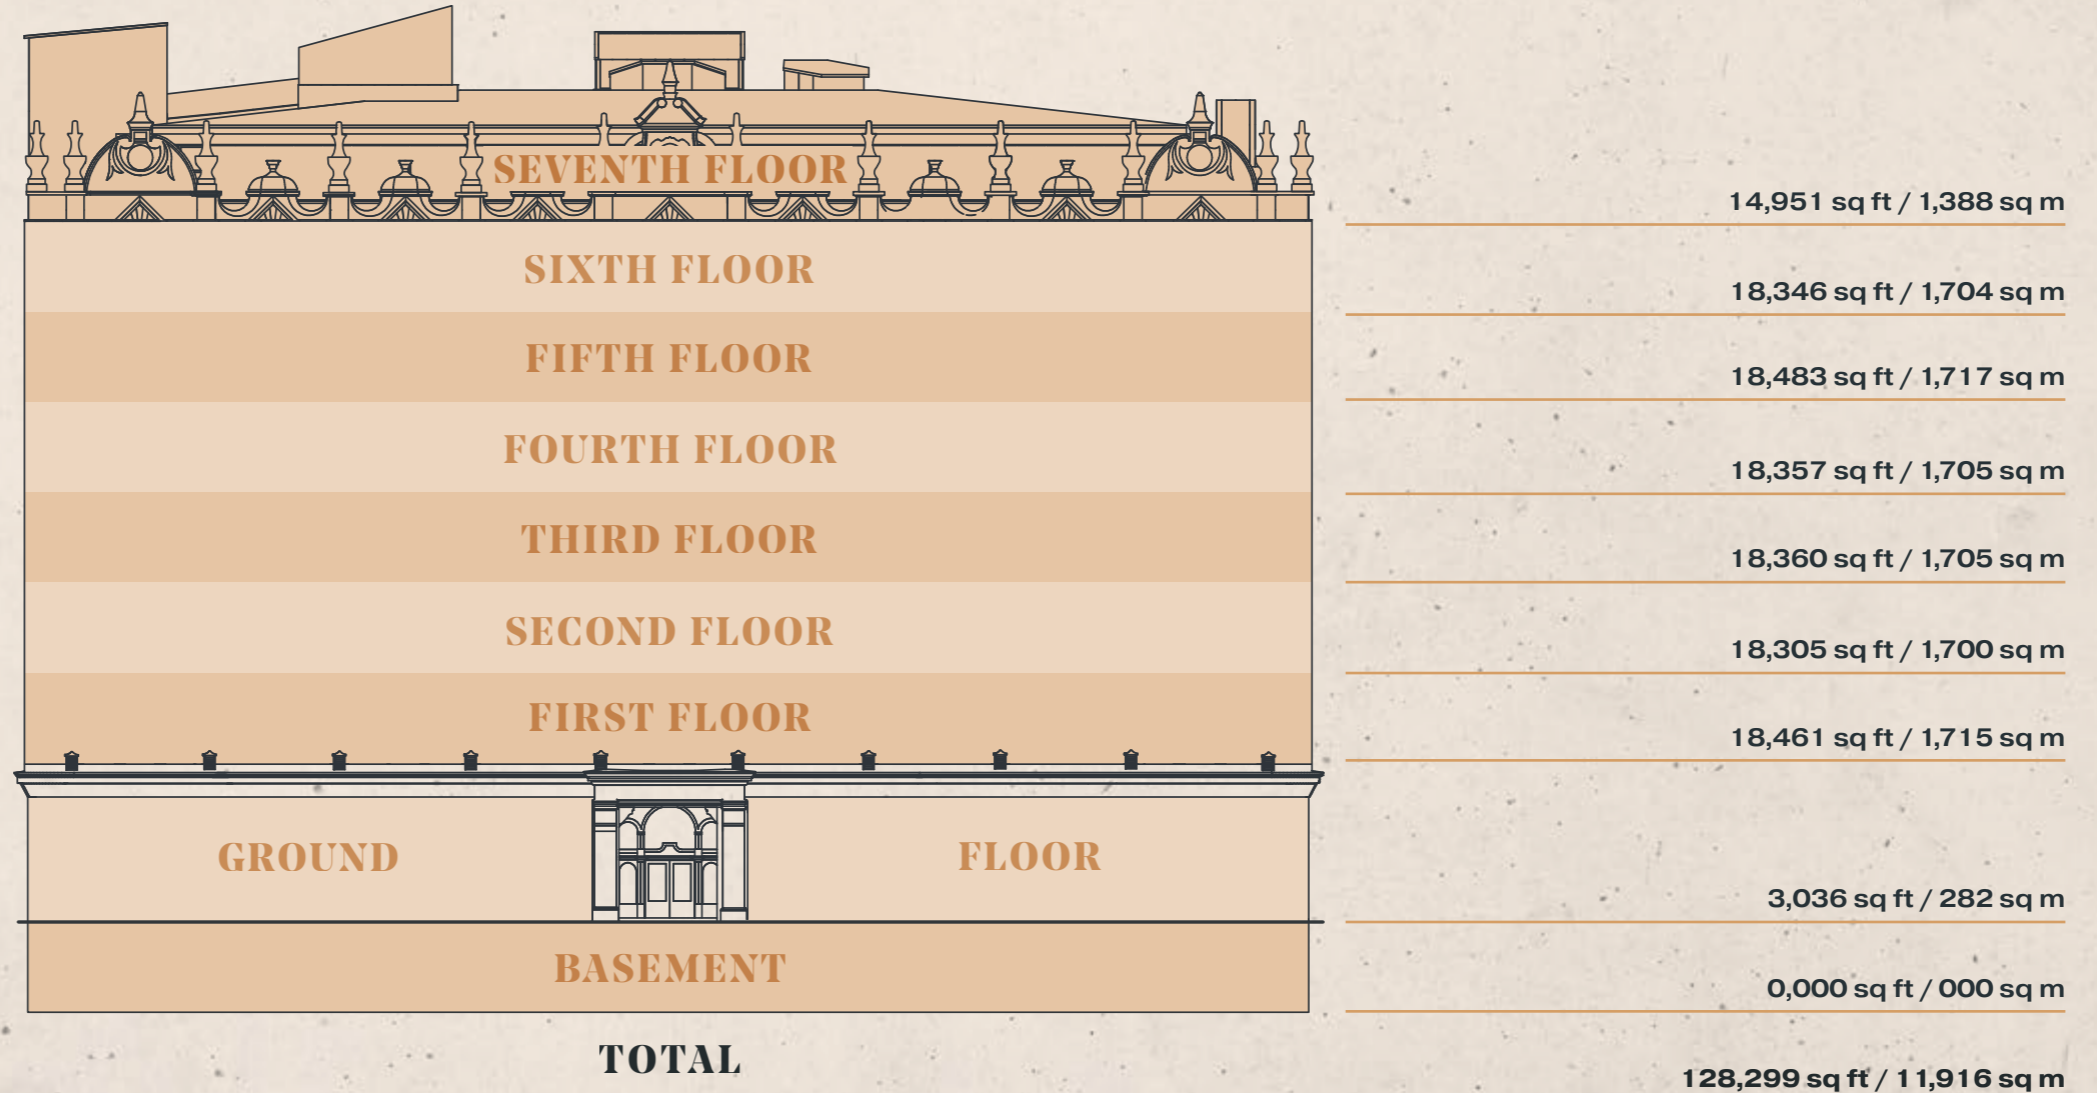 SEVENTH FLOOR
14,951 sq ft / 1,388 sq m
SIXTH FLOOR
18,346 sq ft / 1,704 sq m
FIFTH FLOOR
18,483 sq ft / 1,717 sq m
FOURTH FLOOR
18,357 sq ft / 1,705 sq m
THIRD FLOOR
18,360 sq ft / 1,705 sq m
SECOND FLOOR
18,305 sq ft / 1,700 sq m
FIRST FLOOR
18,461 sq ft / 1,715 sq m
GROUND FLOOR
3,036 sq ft / 282 sq m
BASEMENT
0,000 sq ft / 000 sq m
TOTAL
128,299 sq ft / 11,916 sq m